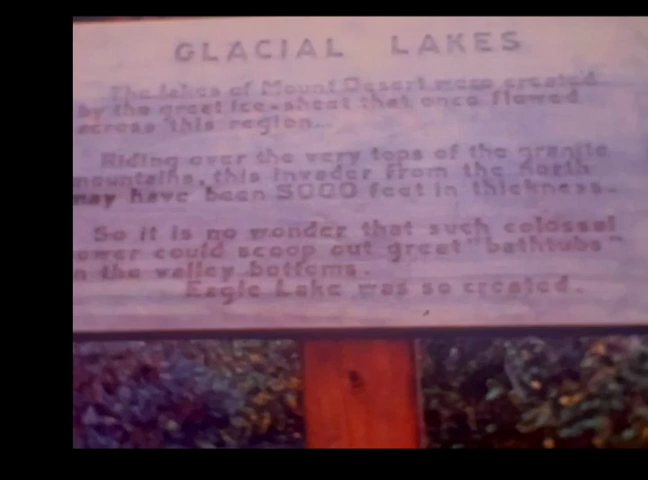 GLACIAL LAKES
The lakes of Mount Desert were created
by the great ice-sheet that once flowed
across this region.
Riding over the very tops of the granite
mountains, this invader from the north
may have been 5000 feet in thickness.
So it is no wonder that such colossal
ower could scoop out great "bathtubs"
n the valley bottoms.
Eagle Lake was so created.